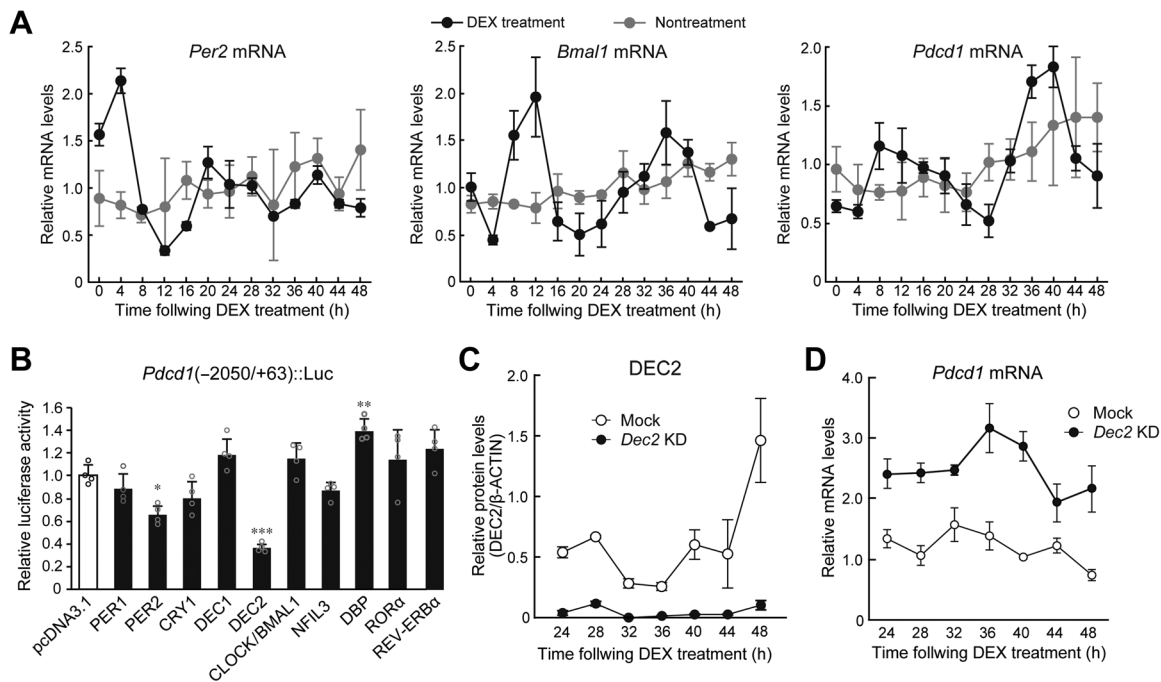 A
DEX treatment
Nontreatment
Per2 mRNA
Relative mRNA levels
2.5
2.0
1.5
1.0
0.5
0
0 4 8 12 16 20 24 28 32 36 40 44 48
Time follwing DEX treatment (h)
Bmal1 mRNA
Relative mRNA levels
2.5
2.0
1.5
1.0
0.5
0
0 4 8 12 16 20 24 28 32 36 40 44 48
Time follwing DEX treatment (h)
Pdcd1 mRNA
Relative mRNA levels
2.0
1.5
1.0
0.5
0
0 4 8 12 16 20 24 28 32 36 40 44 48
Time follwing DEX treatment (h)
B
Pdcd1(–2050/+63)::Luc
Relative luciferase activity
1.6
1.4
1.2
1.0
0.8
0.6
0.4
0.2
0
*
***
**
pcDNA3.1
PER1
PER2
CRY1
DEC1
DEC2
CLOCK/BMAL1
NFIL3
DBP
RORα
REV-ERBα
C
DEC2
Mock
Dec2 KD
Relative protein levels
(DEC2/β-ACTIN)
2.0
1.5
1.0
0.5
0
24 28 32 36 40 44 48
Time follwing DEX treatment (h)
D
Pdcd1 mRNA
Mock
Dec2 KD
Relative mRNA levels
4.0
3.0
2.0
1.0
0
24 28 32 36 40 44 48
Time follwing DEX treatment (h)